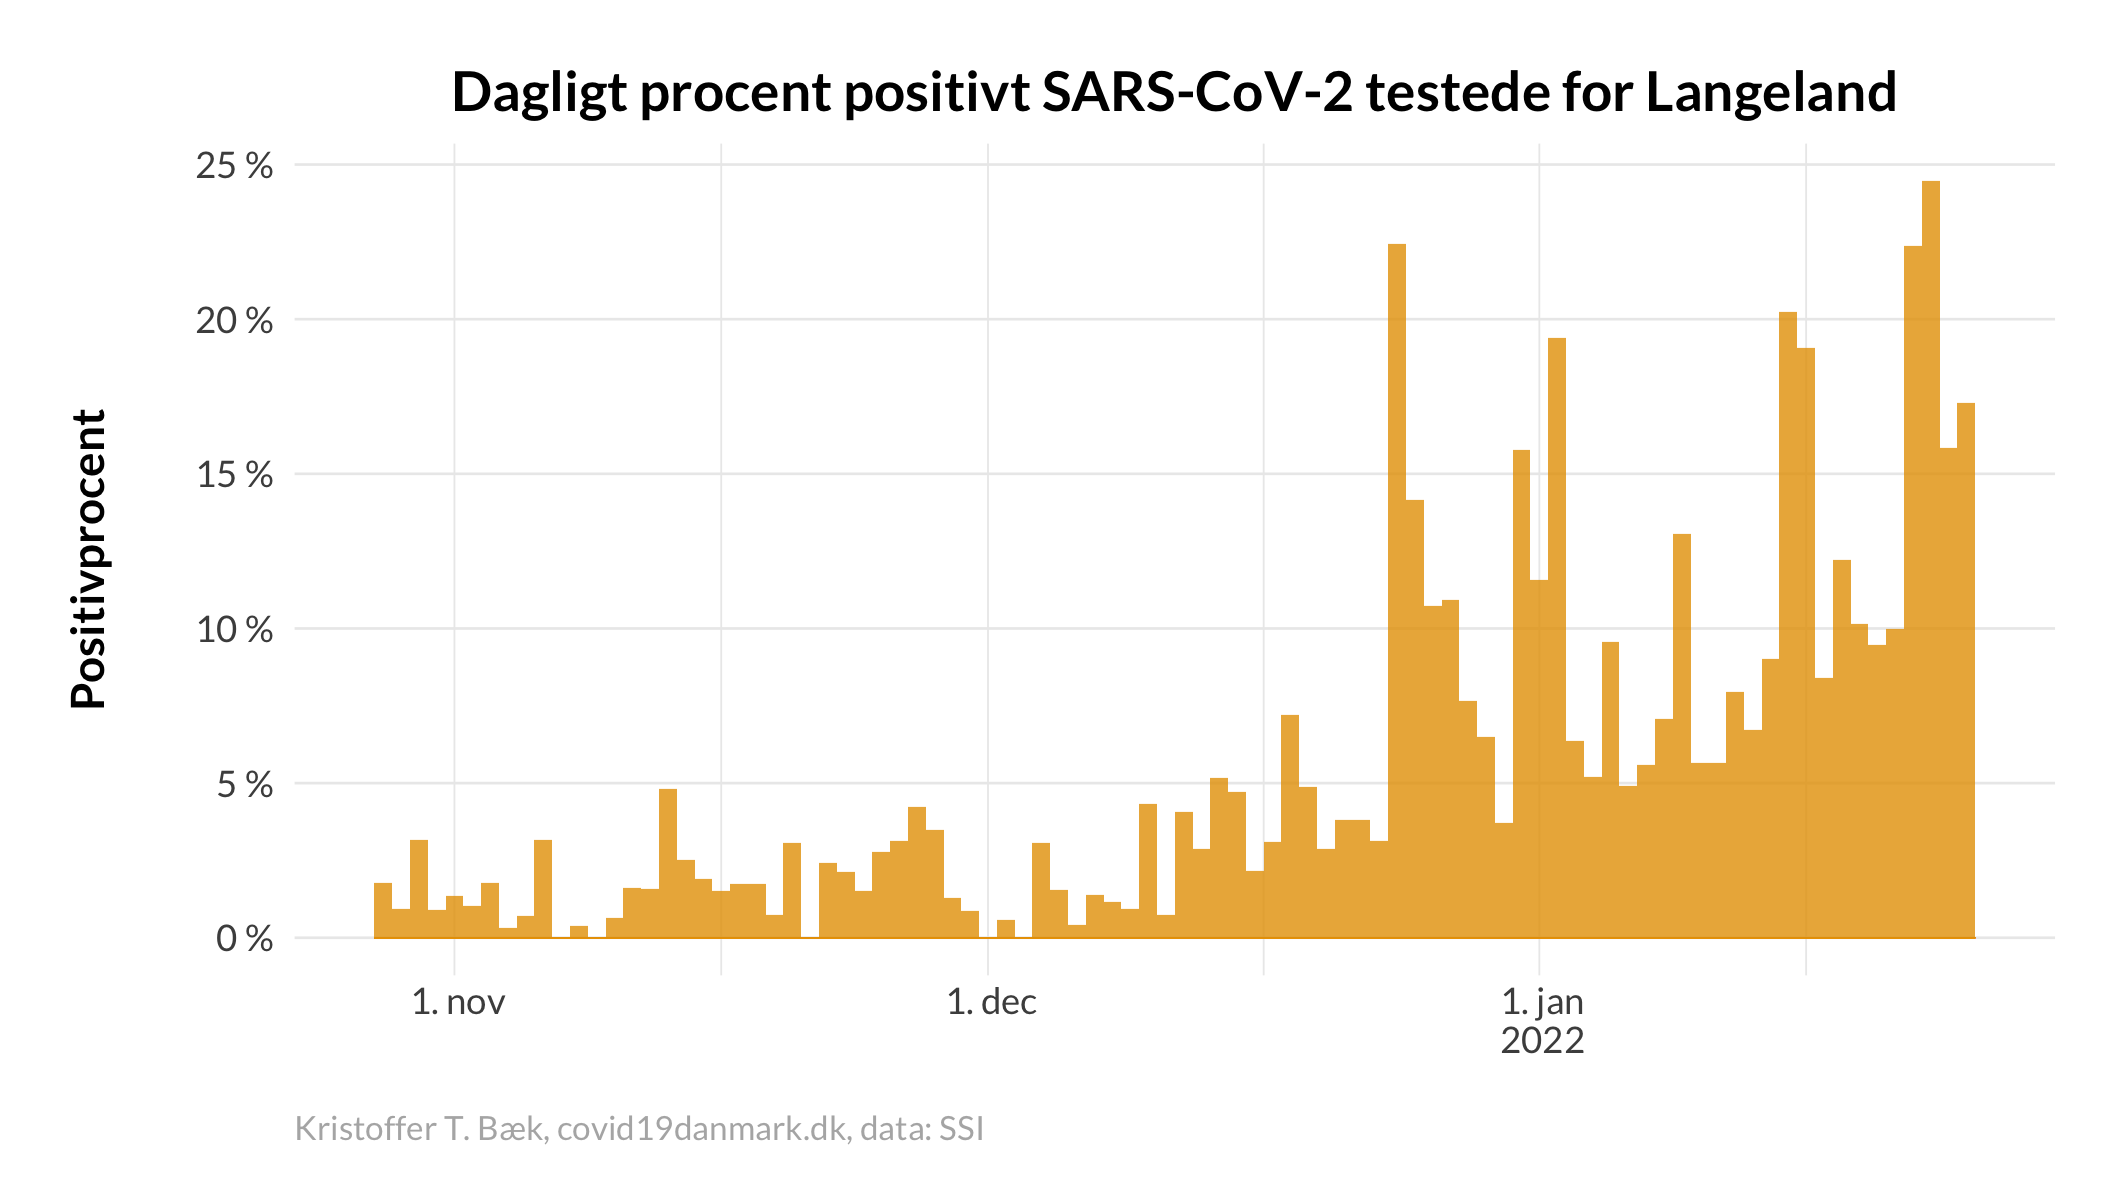 Dagligt procent positivt SARS-CoV-2 testede for Langeland
Positivprocent
25 %
20 %
15 %
10 %
5 %
0 %
1. nov
1. dec
1. jan
2022
Kristoffer T. Bæk, covid19danmark.dk, data: SSI